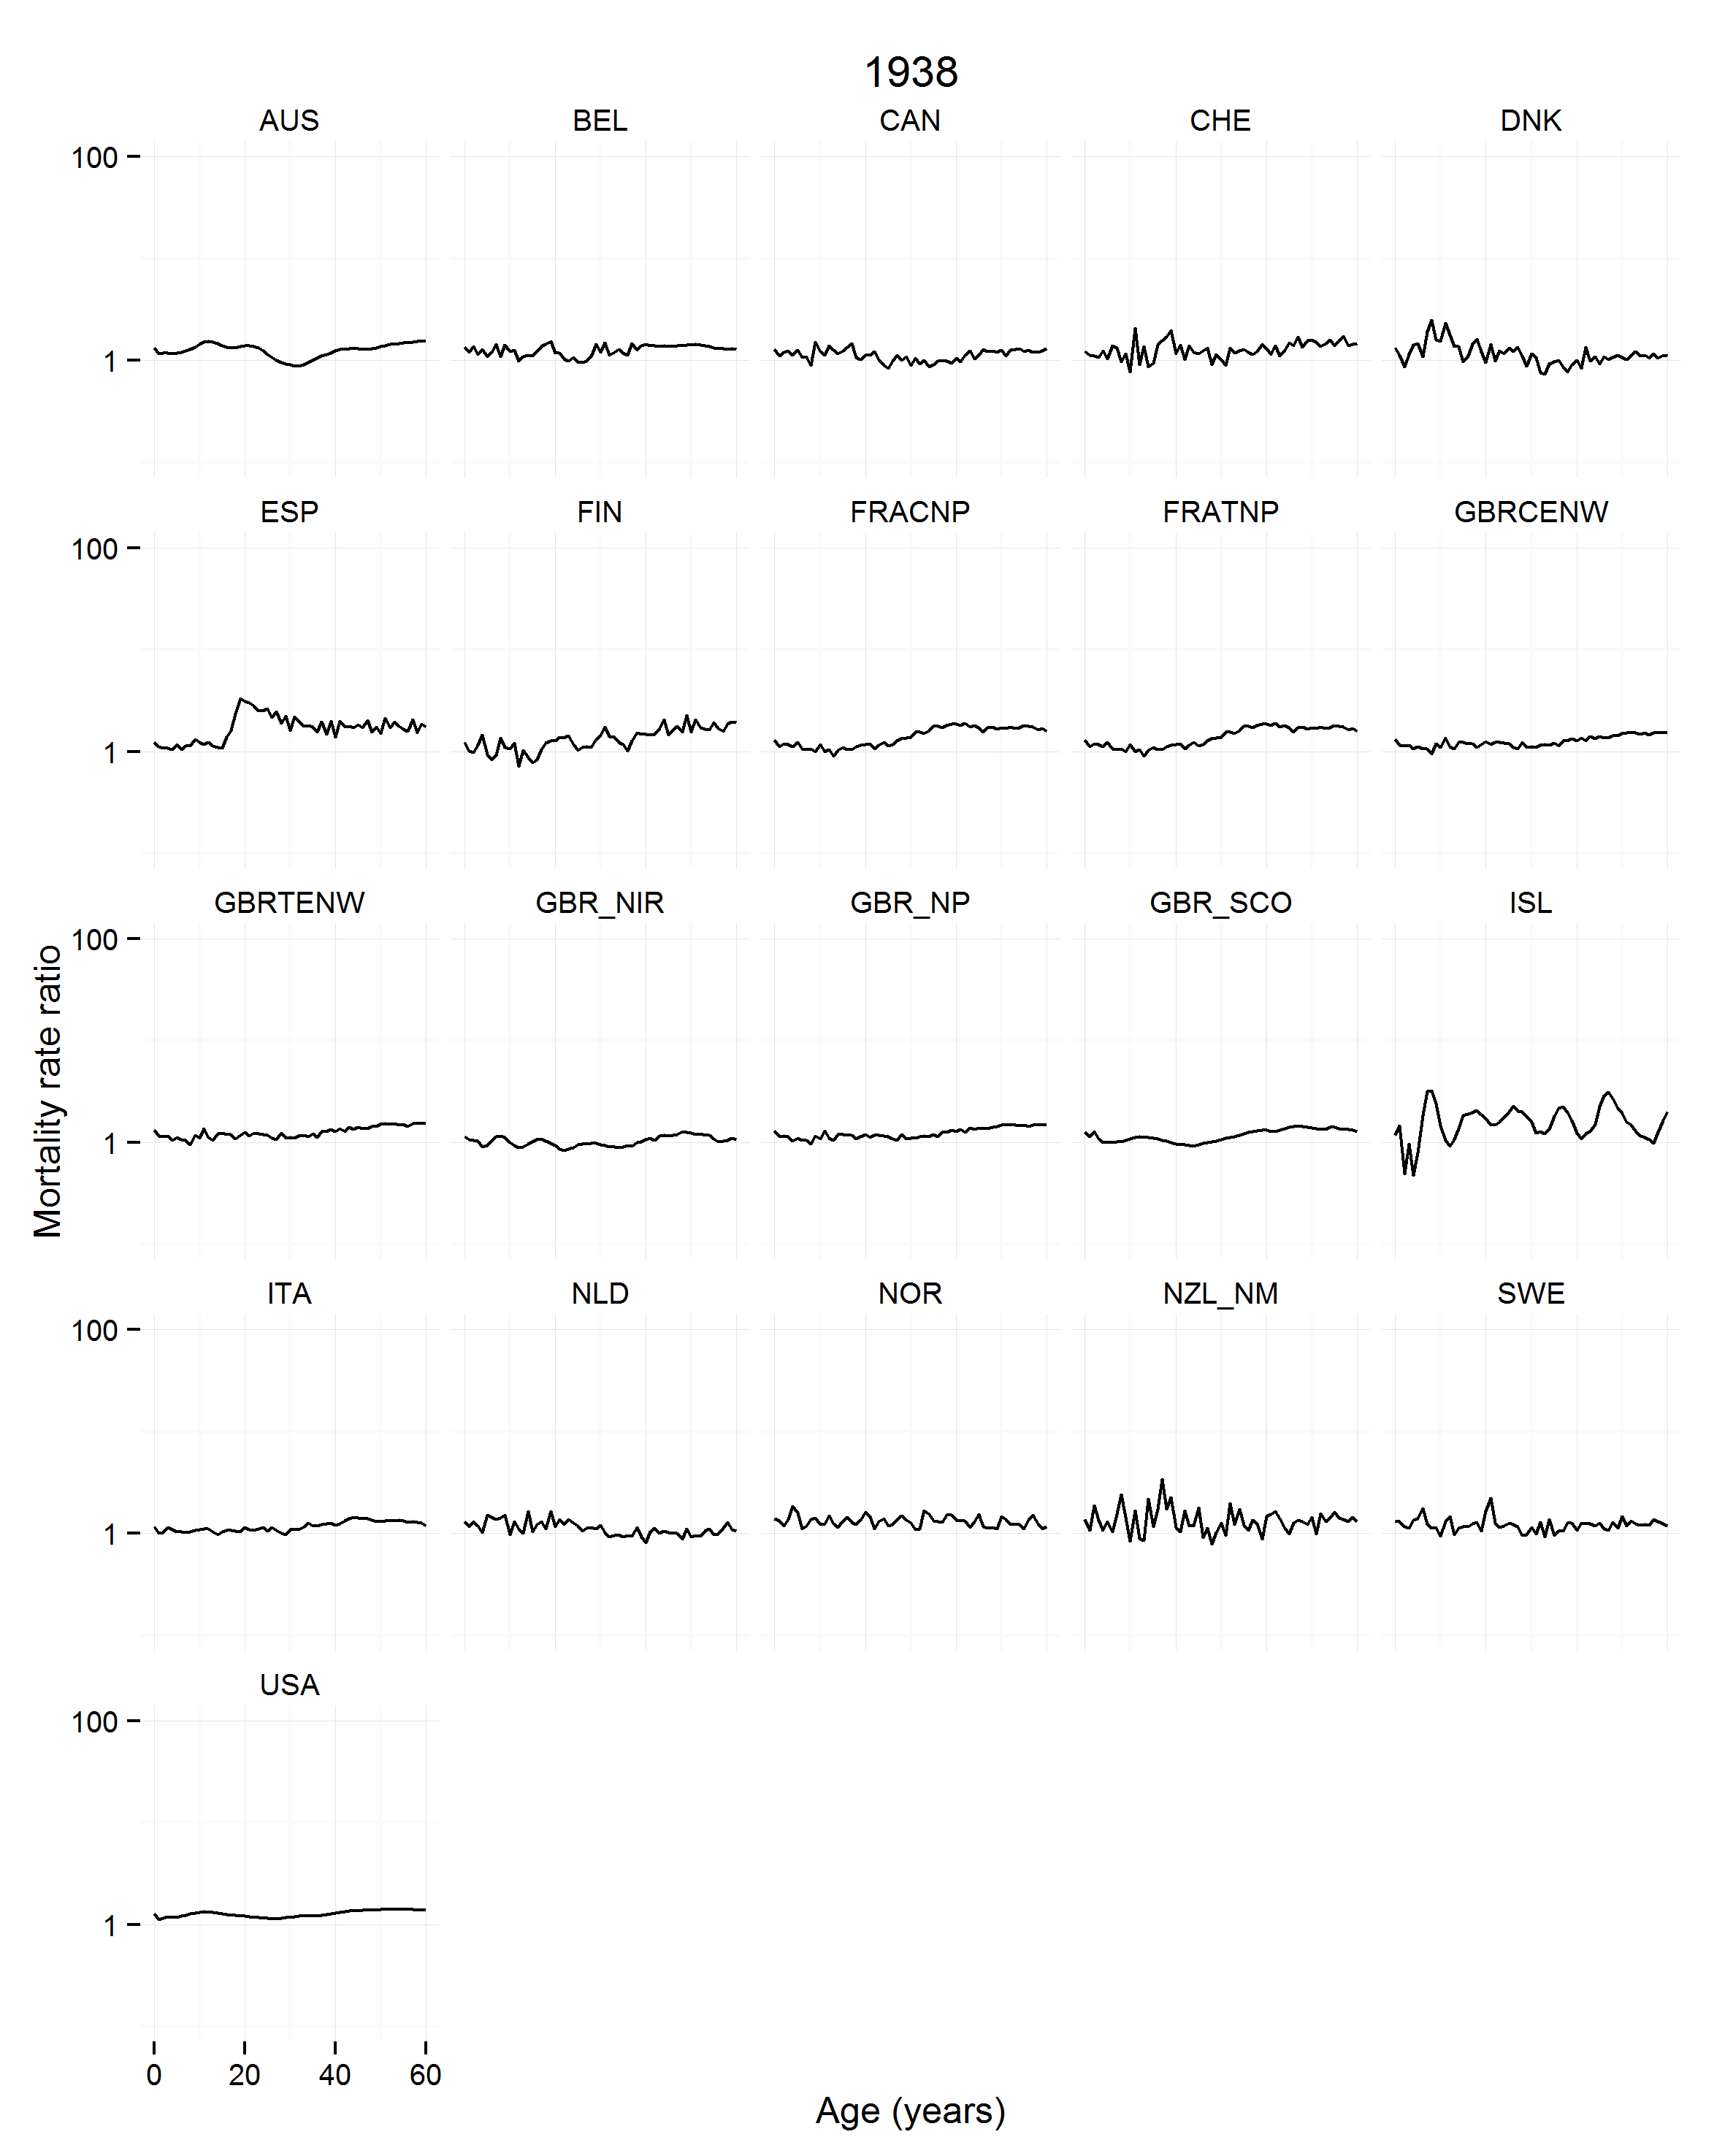 1938
AUS BEL CAN CHE DNK
100
1
ESP FIN FRACNP FRATNP GBRCENW
100
1
GBRTENW GBR_NIR GBR_NP GBR_SCO ISL
100
1
Mortality rate ratio
ITA NLD NOR NZL_NM SWE
100
1
USA
100
1
0 20 40 60
Age (years)